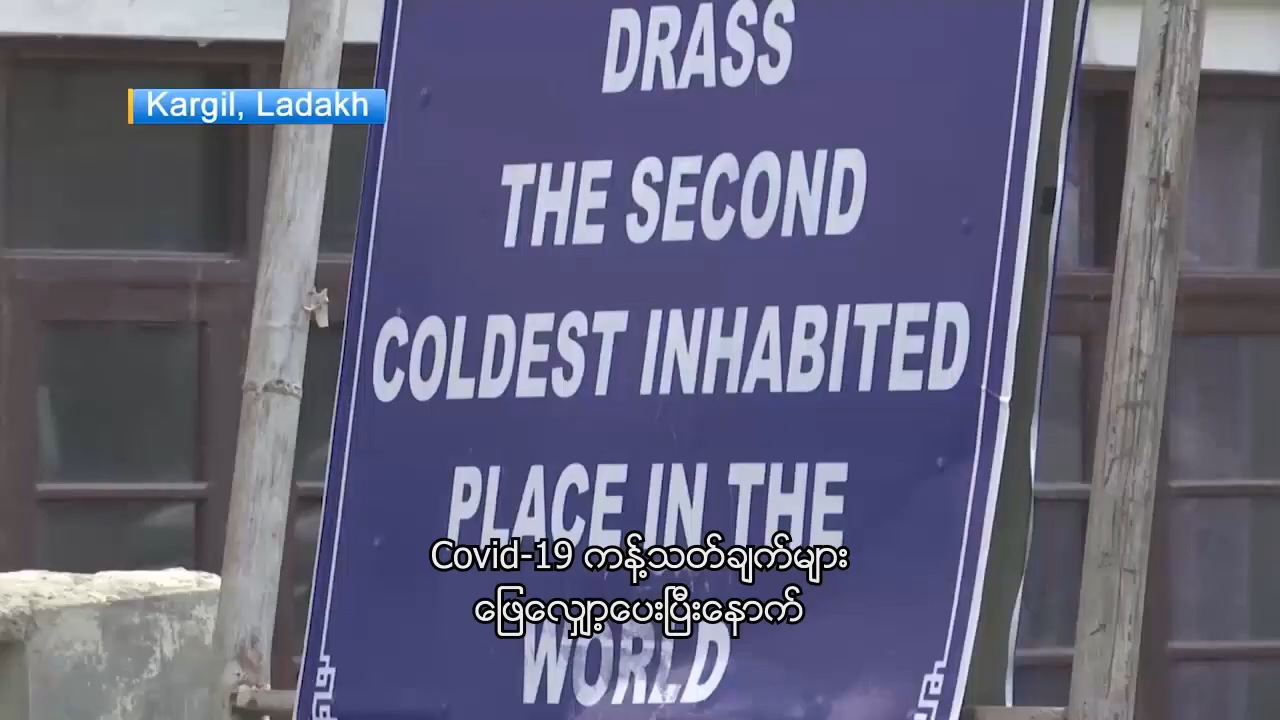 DRASS
Kargil, Ladakh
THE SECOND
COLDEST INHABITED
PLACE IN THE
Covid-19 ကန့်သတ်ချက်များ
ဖြေလျှော့ပေးပြီးနောက်
WORLD